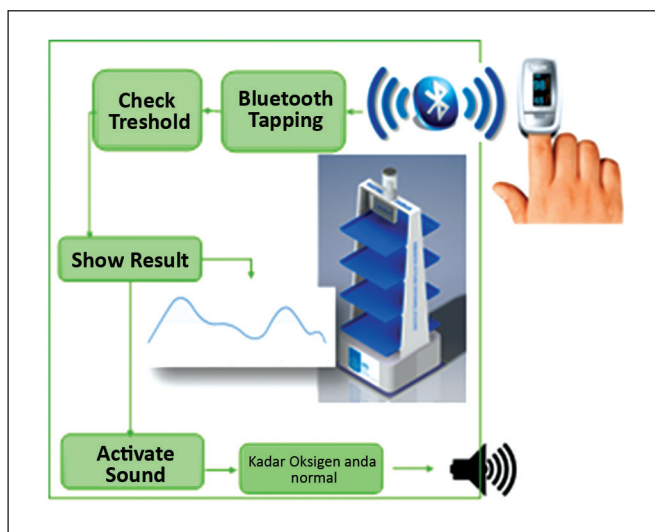 Check
Treshold
Bluetooth
Tapping
Show Result
Activate
Sound
Kadar Oksigen anda
normal